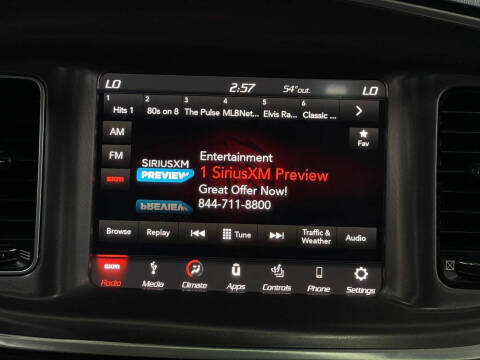 LO 2:57 54°out. LO
1 2 3 4 5 6
Hits 1 80s on 8 The Pulse MLBNet... Elvis Ra... Classic ...
AM
Fav
FM
SXM
Entertainment
SIRIUSXM
PREVIEW
1 SiriusXM Preview
Great Offer Now!
844-711-8800
Browse Replay Tune Traffic & Weather Audio
SXM
Radio Media Climate Apps Controls Phone Settings